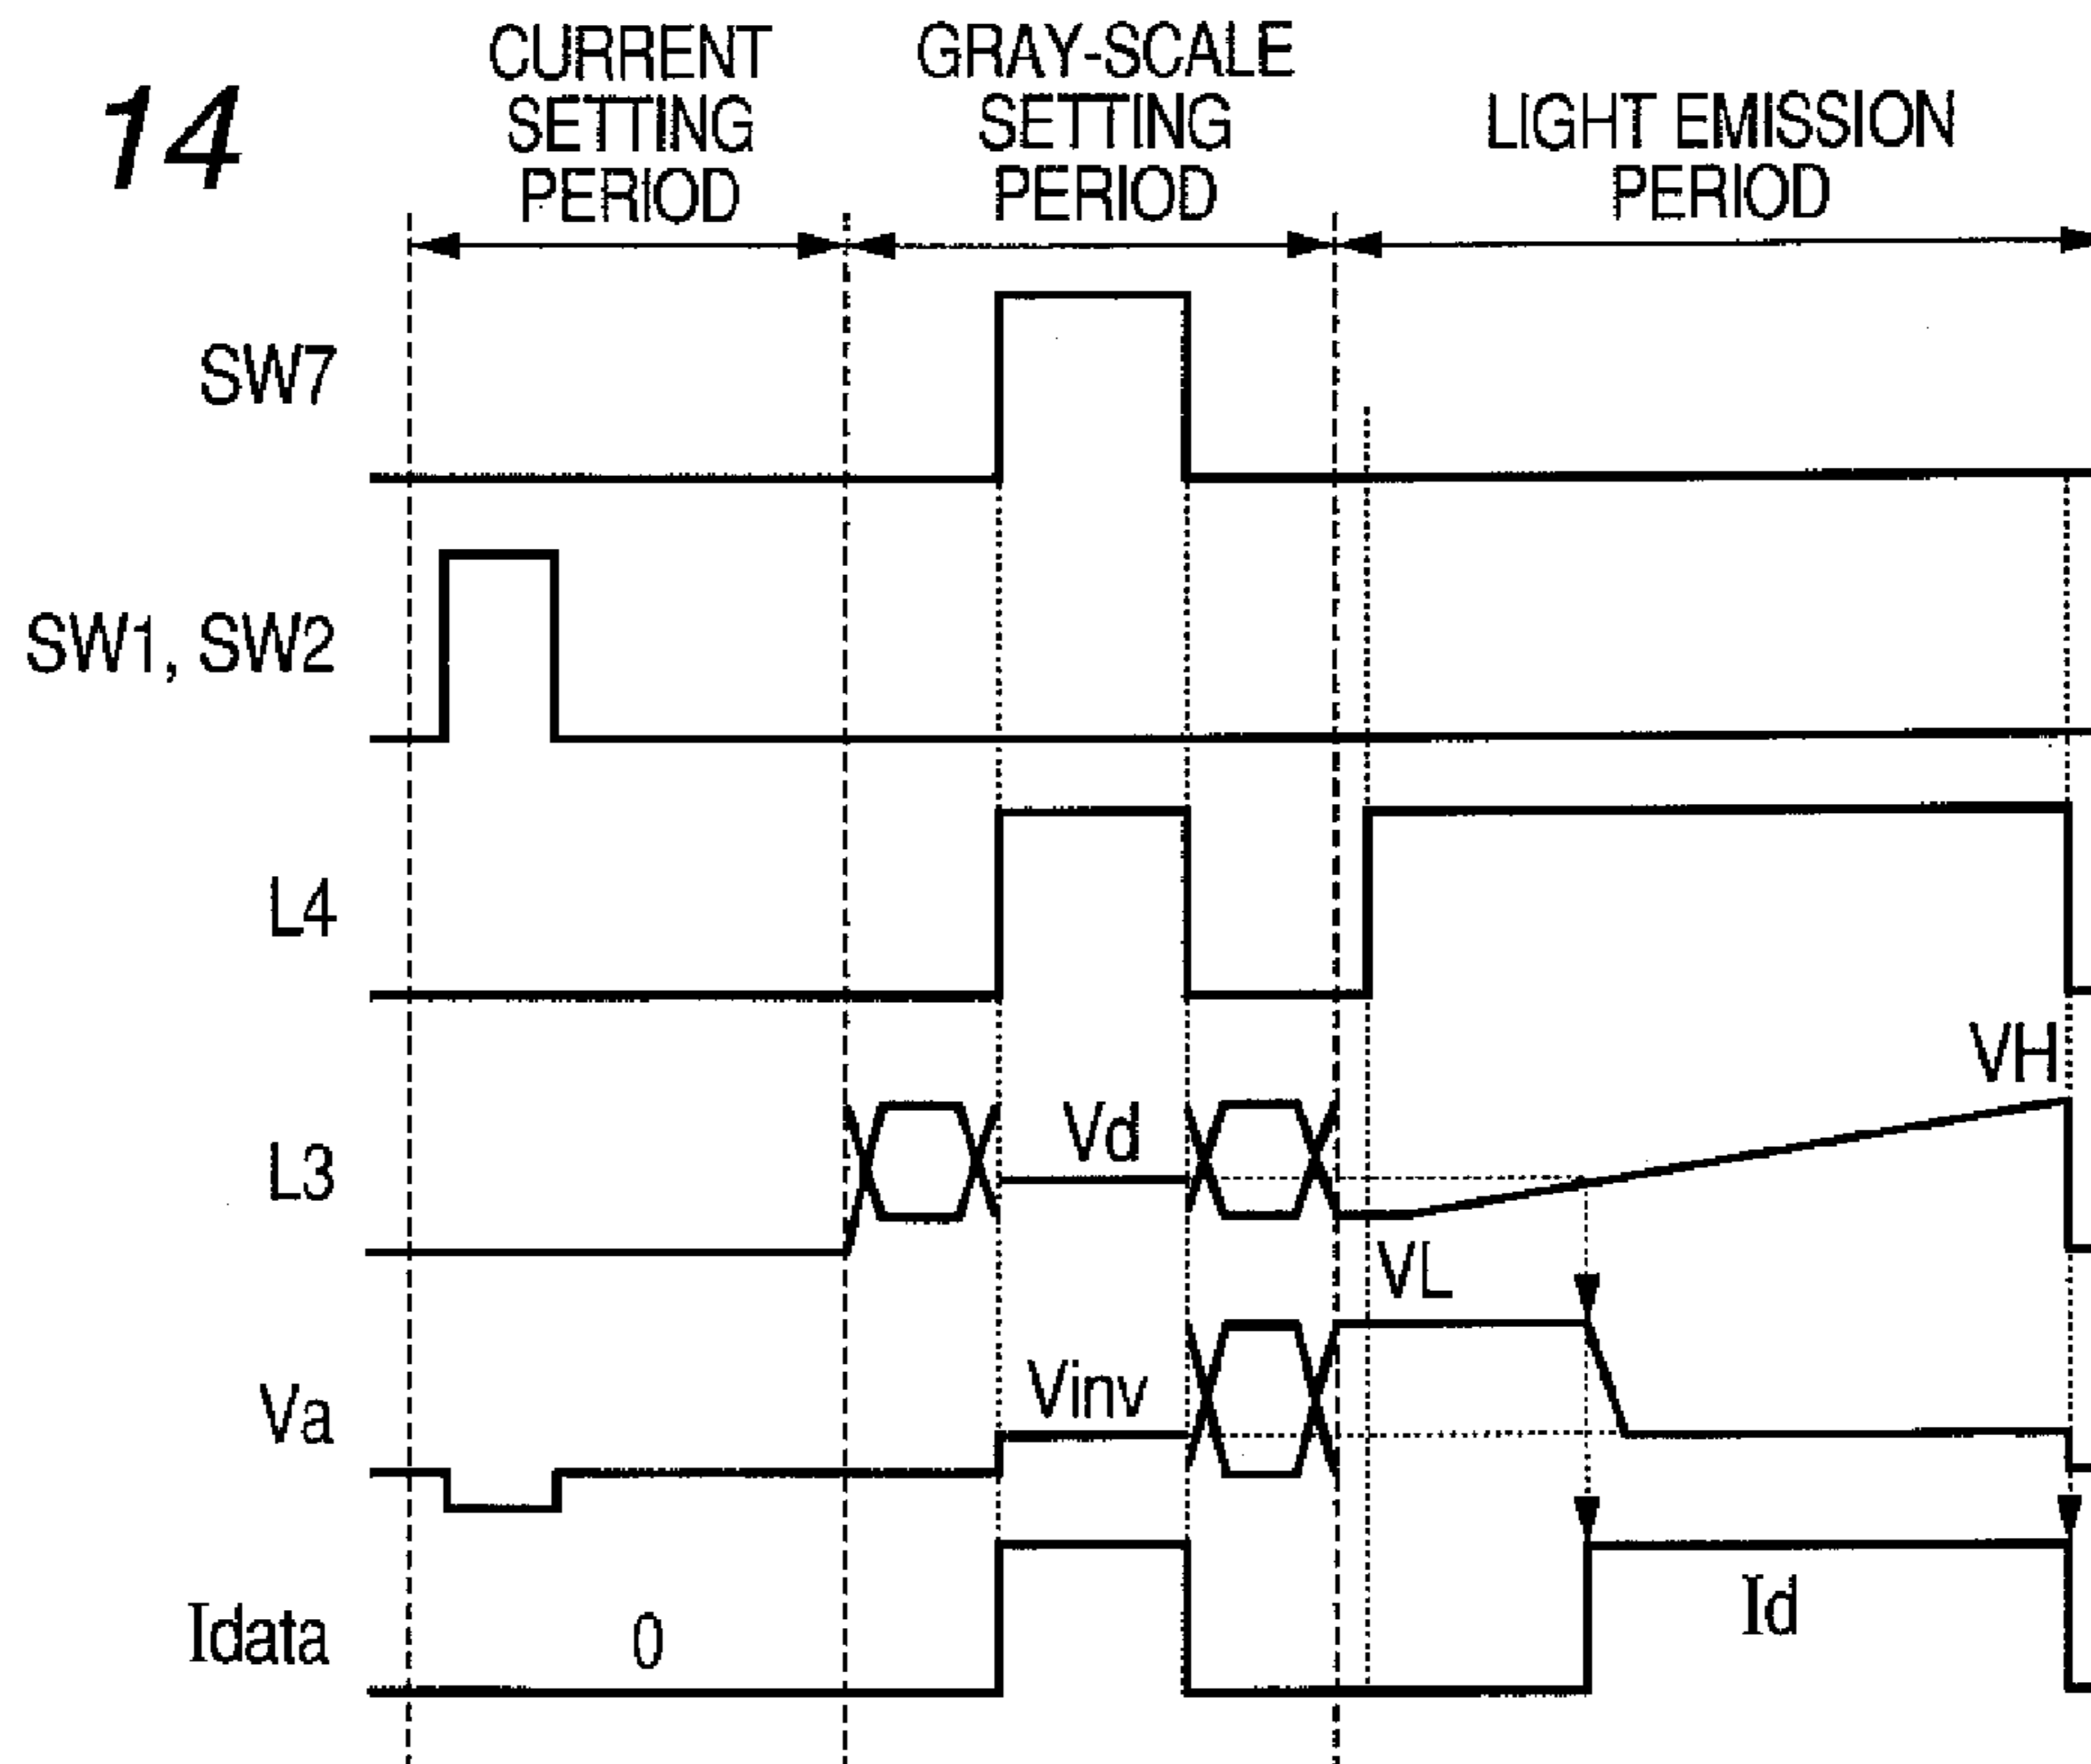 14
CURRENT
SETTING
PERIOD
GRAY-SCALE
SETTING
PERIOD
LIGHT EMISSION
PERIOD
SW7
SW1, SW2
L4
VH
L3
Vd
VL
Va
Vinv
Idata
0
Id